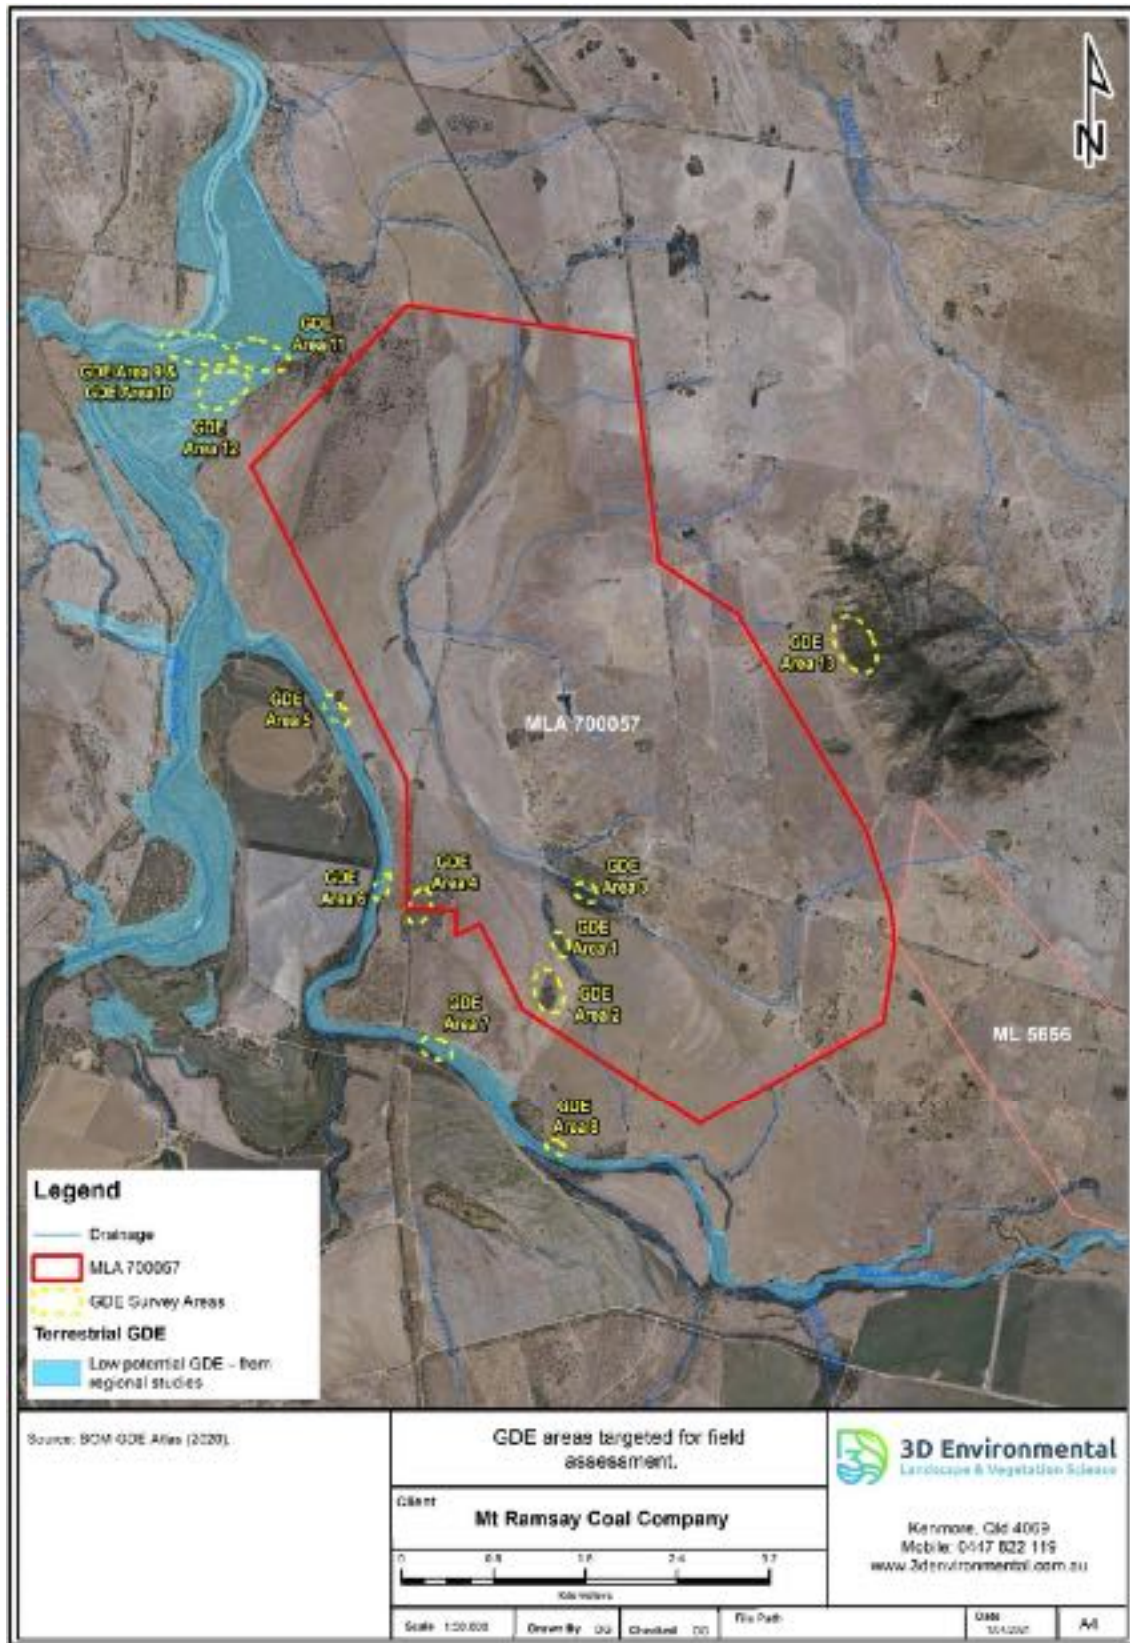 N
GDE
Area 11
GDE Area 9 &
GDE Area 10
GDE
Area 12
GDE
Area 13
GDE
Area 5
MLA 700057
GDE
Area 6
GDE
Area 4
GDE
Area 3
GDE
Area 1
GDE
Area 2
GDE
Area 7
ML 5656
GDE
Area 8
Legend
Drainage
MLA 700057
GDE Survey Areas
Terrestrial GDE
Low potential GDE - from
regional studies
Source: BOM GDE Atlas (2020).
GDE areas targeted for field
assessment.
Client
Mt Ramsay Coal Company
0
Kilometers
Scale
Drawn By DG
Checked DG
File Path
Date
A4
3D Environmental
Landscape & Vegetation Science
Kenmore, Qld 4069
Mobile: 0447 822 119
www.3denvironmental.com.au